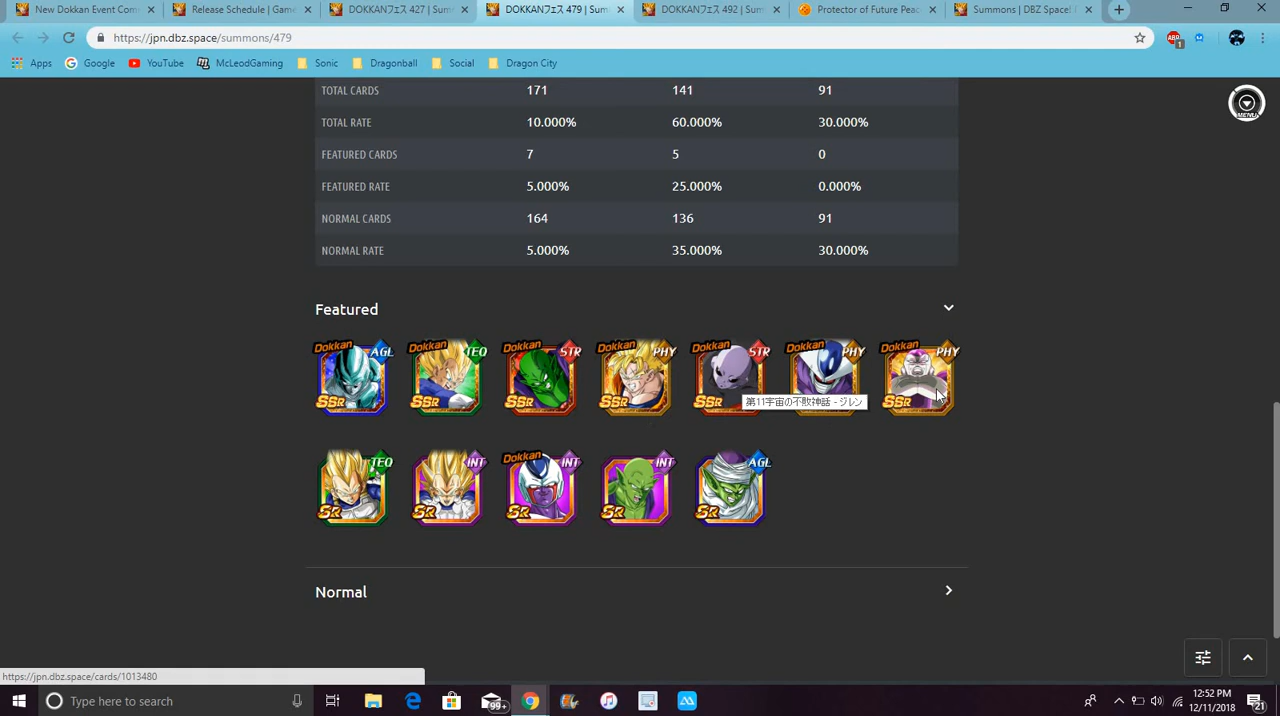 New Dokkan Event Com
Release Schedule | Game
DOKKANフェス 427 | Sum
DOKKANフェス 479 | Sum
DOKKANフェス 492 | Sum
Protector of Future Peac
Summons | DBZ Space!
https://jpn.dbz.space/summons/479
ABP
1
Apps
Google
YouTube
McLeodGaming
Sonic
Dragonball
Social
Dragon City
TOTAL CARDS 171 141 91
TOTAL RATE 10.000% 60.000% 30.000%
FEATURED CARDS 7 5 0
FEATURED RATE 5.000% 25.000% 0.000%
NORMAL CARDS 164 136 91
NORMAL RATE 5.000% 35.000% 30.000%
MENU
Featured
Dokkan AGL SSR
Dokkan TEQ SSR
Dokkan STR SSR
Dokkan PHY SSR
Dokkan STR SSR
Dokkan PHY
Dokkan PHY SSR
第11宇宙の不敗神話 - ジレン
TEQ SR
INT SR
Dokkan INT SR
INT SR
AGL SR
Normal
https://jpn.dbz.space/cards/1013480
Type here to search
99+
12:52 PM
12/11/2018
21